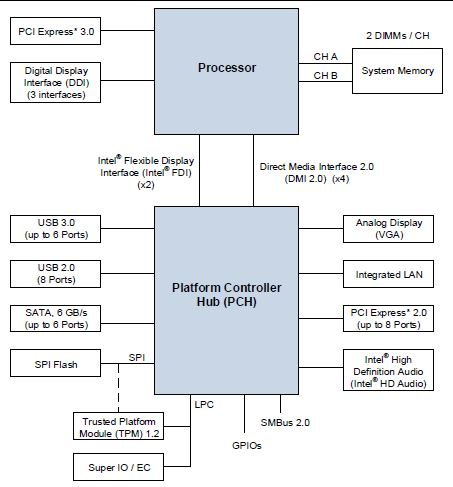 PCI Express* 3.0
Digital Display
Interface (DDI)
(3 interfaces)
Processor
CH A
CH B
2 DIMMs / CH
System Memory
Intel® Flexible Display
Interface (Intel® FDI)
(x2)
Direct Media Interface 2.0
(DMI 2.0) (x4)
USB 3.0
(up to 6 Ports)
USB 2.0
(8 Ports)
SATA, 6 GB/s
(up to 6 Ports)
SPI Flash
SPI
Platform Controller
Hub (PCH)
Analog Display
(VGA)
Integrated LAN
PCI Express* 2.0
(up to 8 Ports)
Intel® High
Definition Audio
(Intel® HD Audio)
Trusted Platform
Module (TPM) 1.2
Super IO / EC
LPC
GPIOs
SMBus 2.0